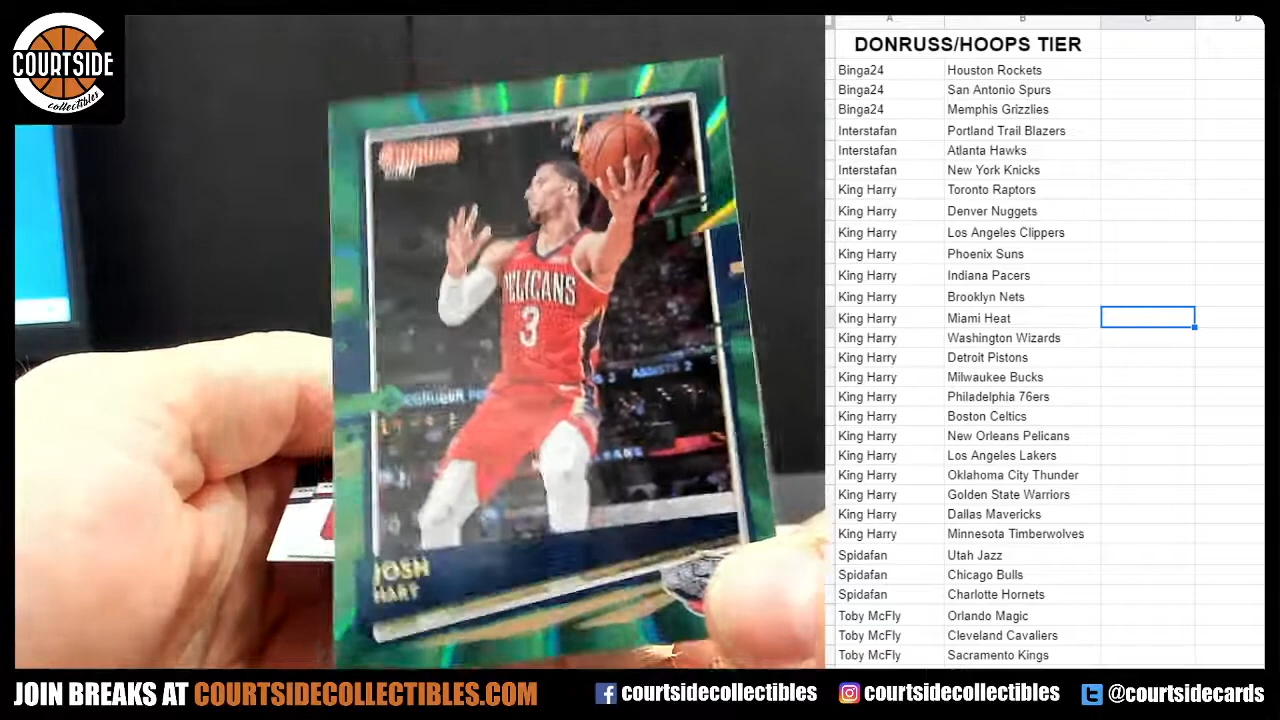 COURTSIDE
collectibles
PELICANS
3
ASSISTS 2
JOSH
HART
A B C D
DONRUSS/HOOPS TIER
Binga24 Houston Rockets
Binga24 San Antonio Spurs
Binga24 Memphis Grizzlies
Interstafan Portland Trail Blazers
Interstafan Atlanta Hawks
Interstafan New York Knicks
King Harry Toronto Raptors
King Harry Denver Nuggets
King Harry Los Angeles Clippers
King Harry Phoenix Suns
King Harry Indiana Pacers
King Harry Brooklyn Nets
King Harry Miami Heat
King Harry Washington Wizards
King Harry Detroit Pistons
King Harry Milwaukee Bucks
King Harry Philadelphia 76ers
King Harry Boston Celtics
King Harry New Orleans Pelicans
King Harry Los Angeles Lakers
King Harry Oklahoma City Thunder
King Harry Golden State Warriors
King Harry Dallas Mavericks
King Harry Minnesota Timberwolves
Spidafan Utah Jazz
Spidafan Chicago Bulls
Spidafan Charlotte Hornets
Toby McFly Orlando Magic
Toby McFly Cleveland Cavaliers
Toby McFly Sacramento Kings
JOIN BREAKS AT COURTSIDECOLLECTIBLES.COM courtsidecollectibles courtsidecollectibles @courtsidecards